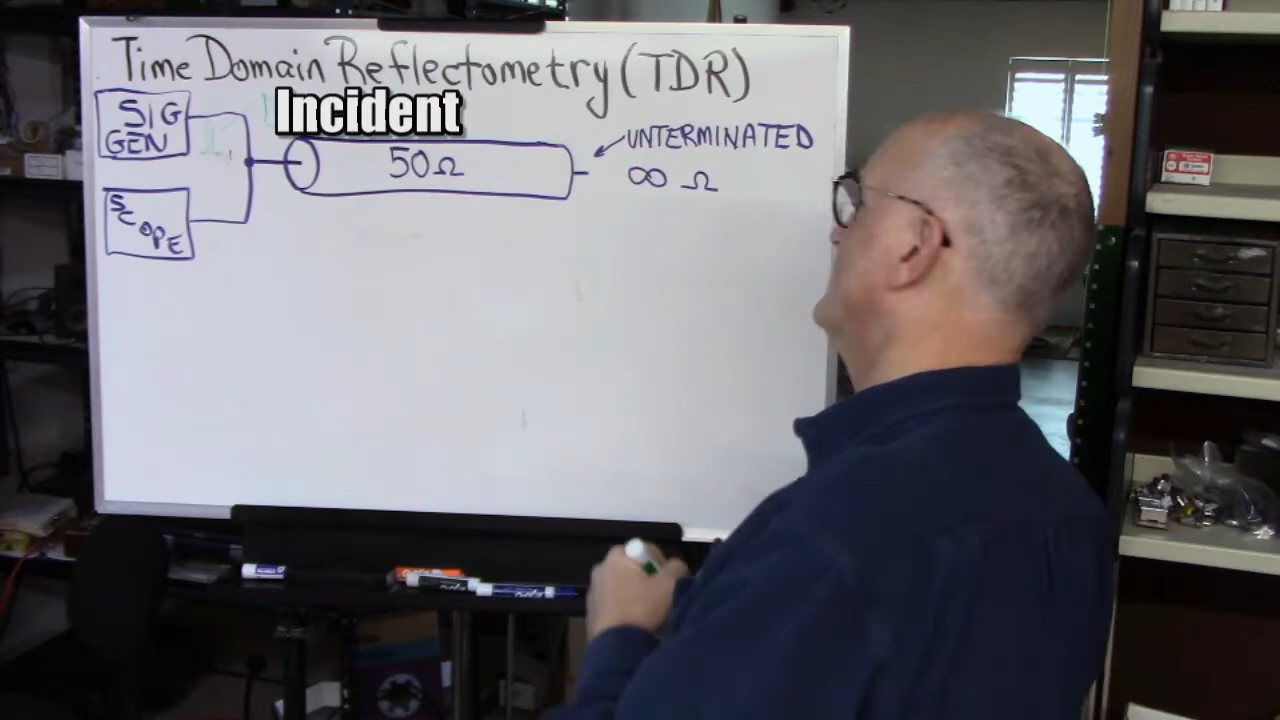 Time Domain Reflectometry (TDR)
SIG
GEN
Incident
50Ω
UNTERMINATED
∞ Ω
SCOPE